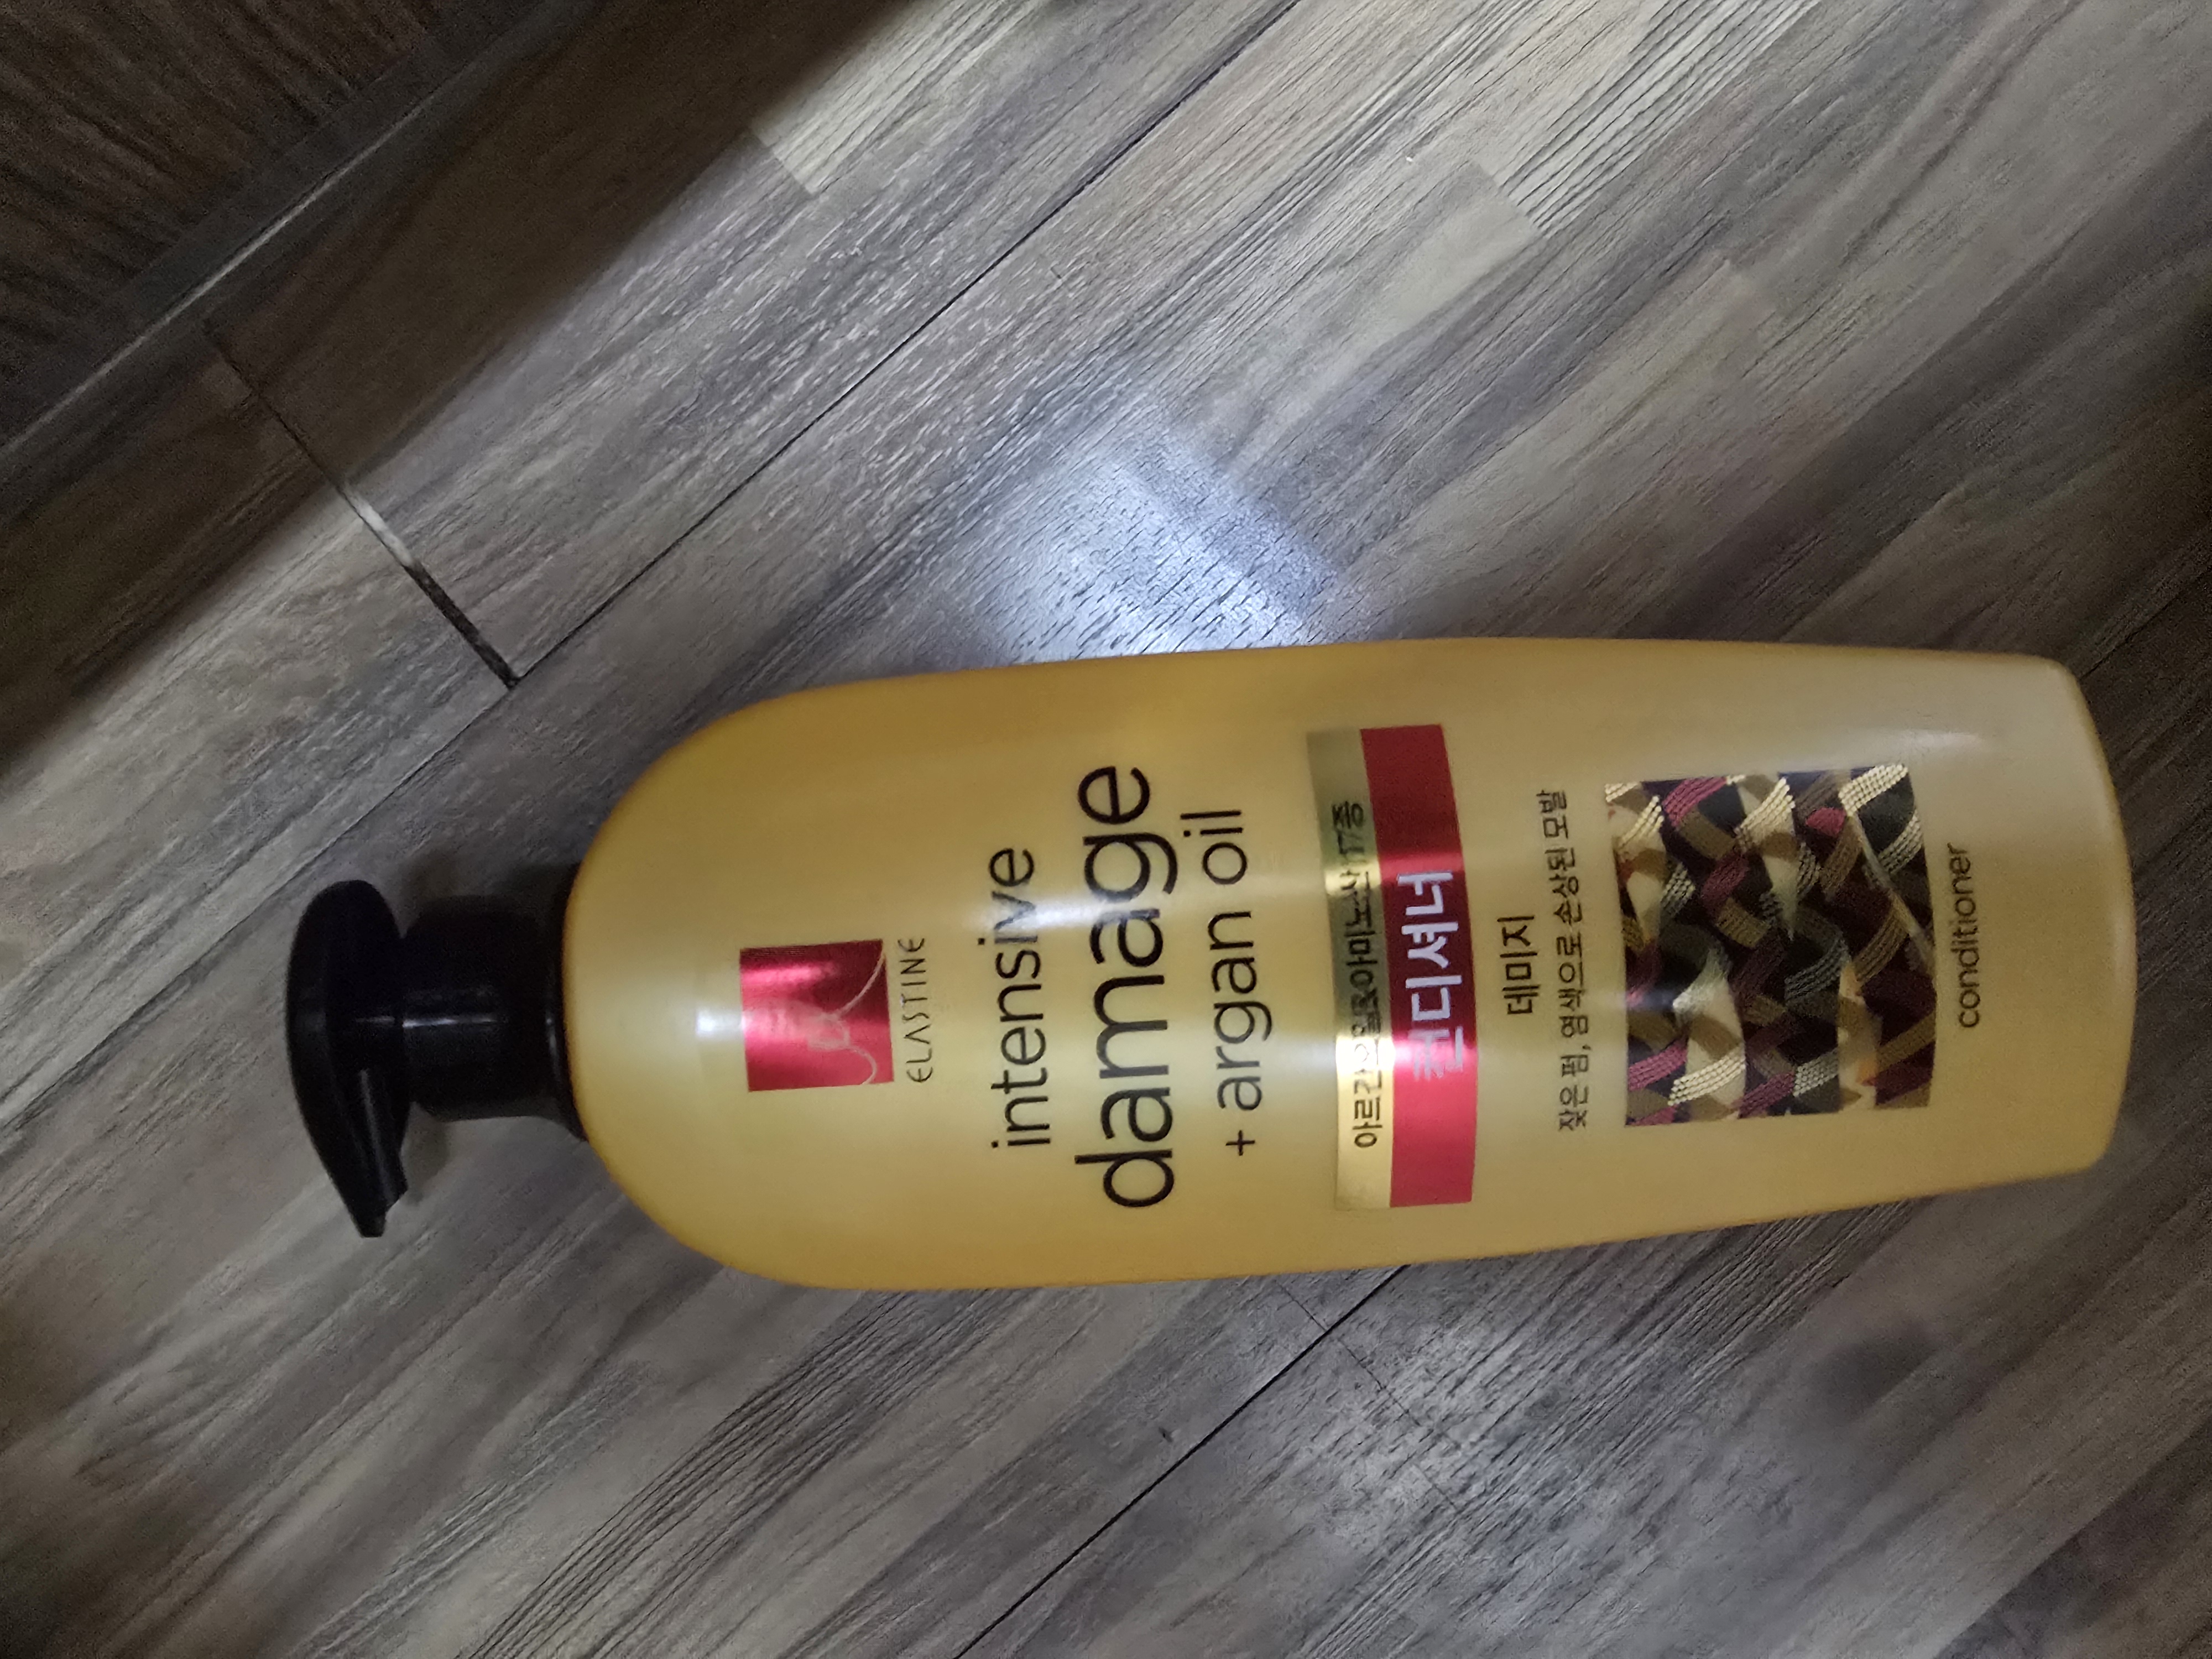 ELASTINE
intensive
damage
+ argan oil
아르간오일&아미노산17종
컨디셔너
데미지
잦은 펌, 염색으로 손상된 모발
conditioner